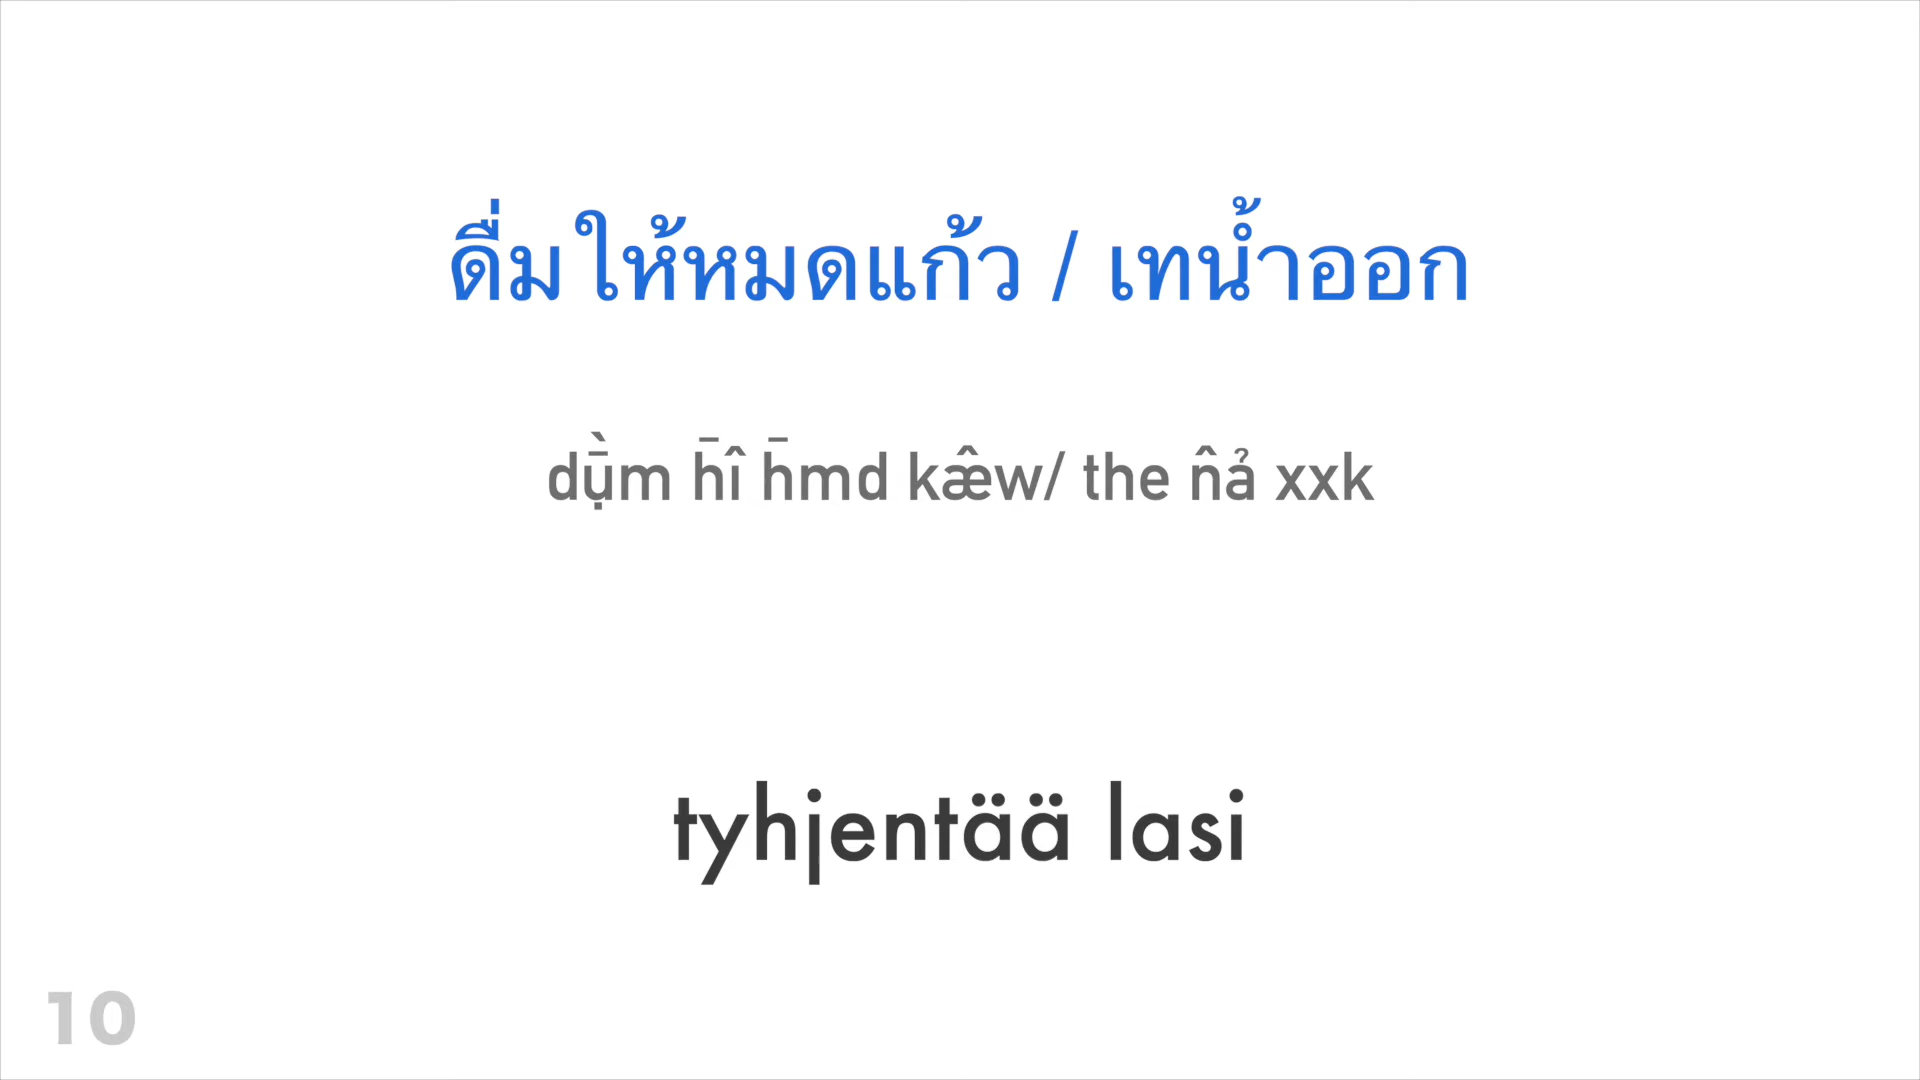 ดื่มให้หมดแก้ว / เทน้ำออก
dụ̄̀m h̄ı̂ h̄md kæ̂w/ the n̂ả xxk
tyhjentää lasi
10